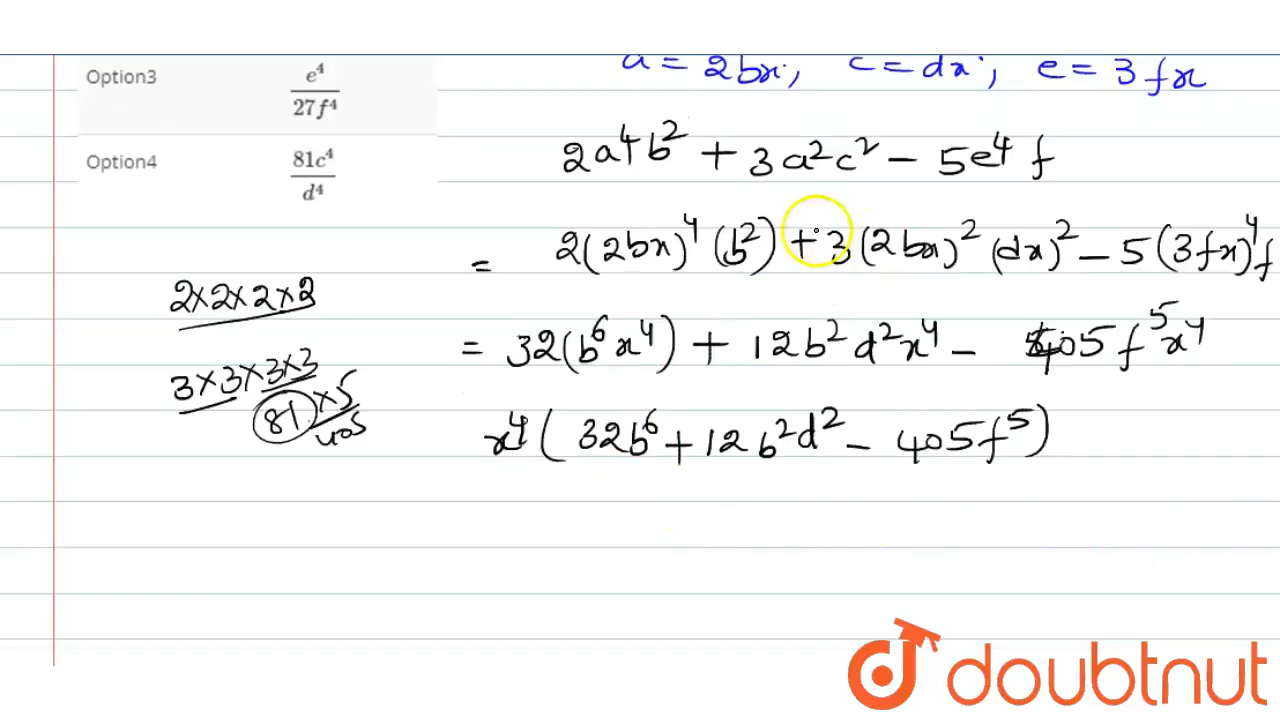 a = 2bx, c = dx, e = 3fx
Option3 e⁴/27f⁴
2a⁴b² + 3a²c² - 5e⁴f
Option4 81c⁴/d⁴
= 2(2bx)⁴(b²) + 3(2bx)²(dx)² - 5(3fx)⁴f
2×2×2×2
= 32(b⁶x⁴) + 12b²d²x⁴ - 405f⁵x⁴
3×3×3×3
81×5
405
x⁴(32b⁶ + 12b²d² - 405f⁵)
doubtnut